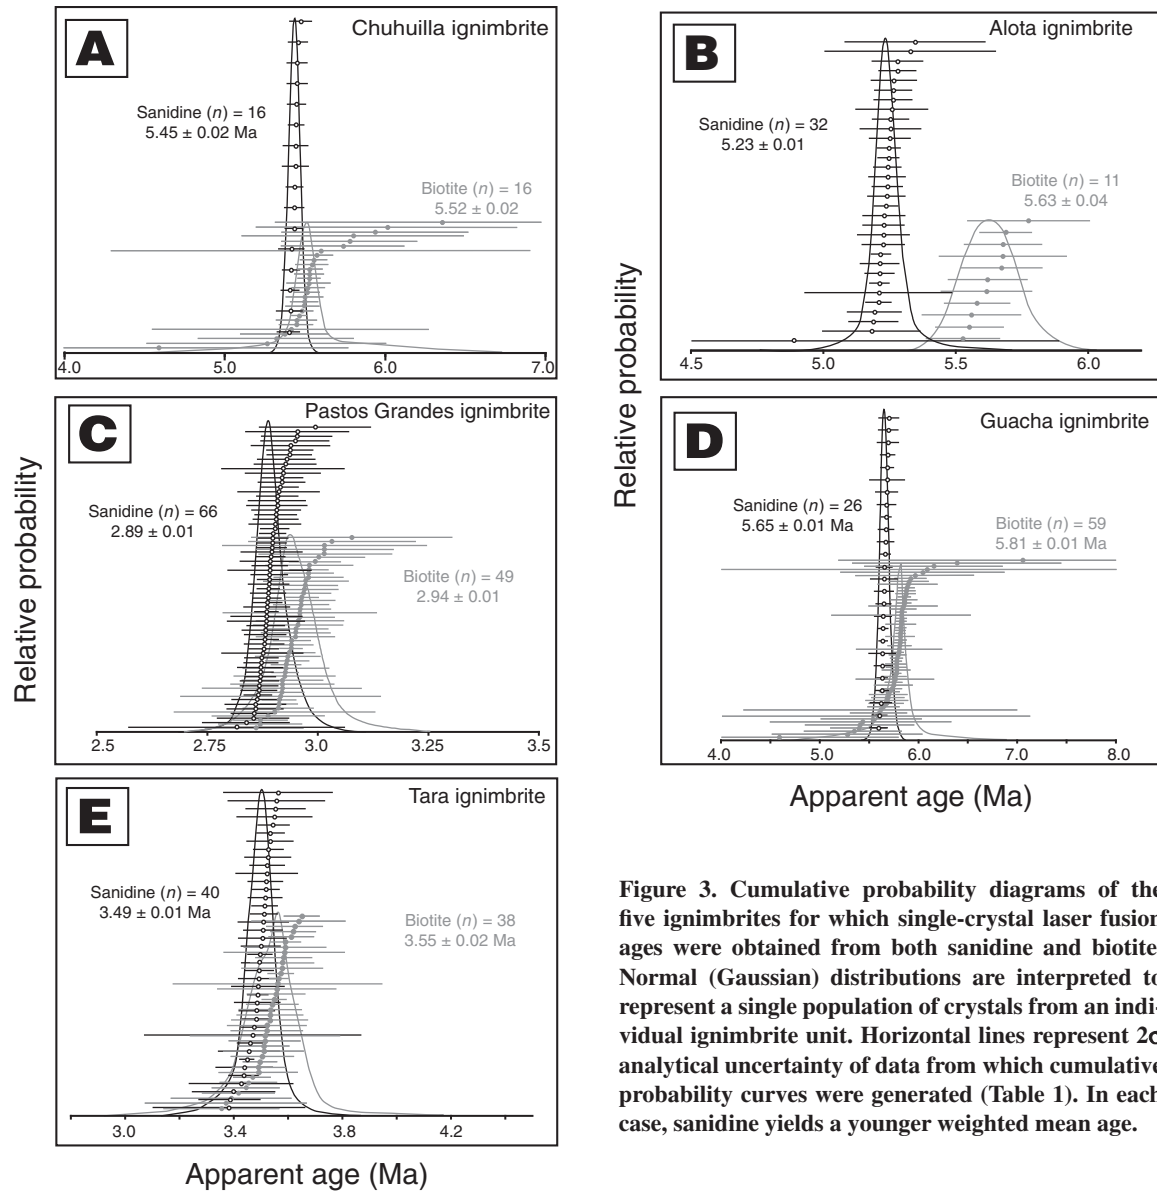 A
Chuhuilla ignimbrite
Sanidine (n) = 16
5.45 ± 0.02 Ma
Biotite (n) = 16
5.52 ± 0.02
4.0 5.0 6.0 7.0
B
Alota ignimbrite
Sanidine (n) = 32
5.23 ± 0.01
Biotite (n) = 11
5.63 ± 0.04
4.5 5.0 5.5 6.0
C
Pastos Grandes ignimbrite
Sanidine (n) = 66
2.89 ± 0.01
Biotite (n) = 49
2.94 ± 0.01
2.5 2.75 3.0 3.25 3.5
D
Guacha ignimbrite
Sanidine (n) = 26
5.65 ± 0.01 Ma
Biotite (n) = 59
5.81 ± 0.01 Ma
4.0 5.0 6.0 7.0 8.0
Relative probability
Relative probability
Apparent age (Ma)
E
Tara ignimbrite
Sanidine (n) = 40
3.49 ± 0.01 Ma
Biotite (n) = 38
3.55 ± 0.02 Ma
3.0 3.4 3.8 4.2
Apparent age (Ma)
Figure 3. Cumulative probability diagrams of the
five ignimbrites for which single-crystal laser fusion
ages were obtained from both sanidine and biotite
Normal (Gaussian) distributions are interpreted to
represent a single population of crystals from an indi-
vidual ignimbrite unit. Horizontal lines represent 2σ
analytical uncertainty of data from which cumulative
probability curves were generated (Table 1). In each
case, sanidine yields a younger weighted mean age.